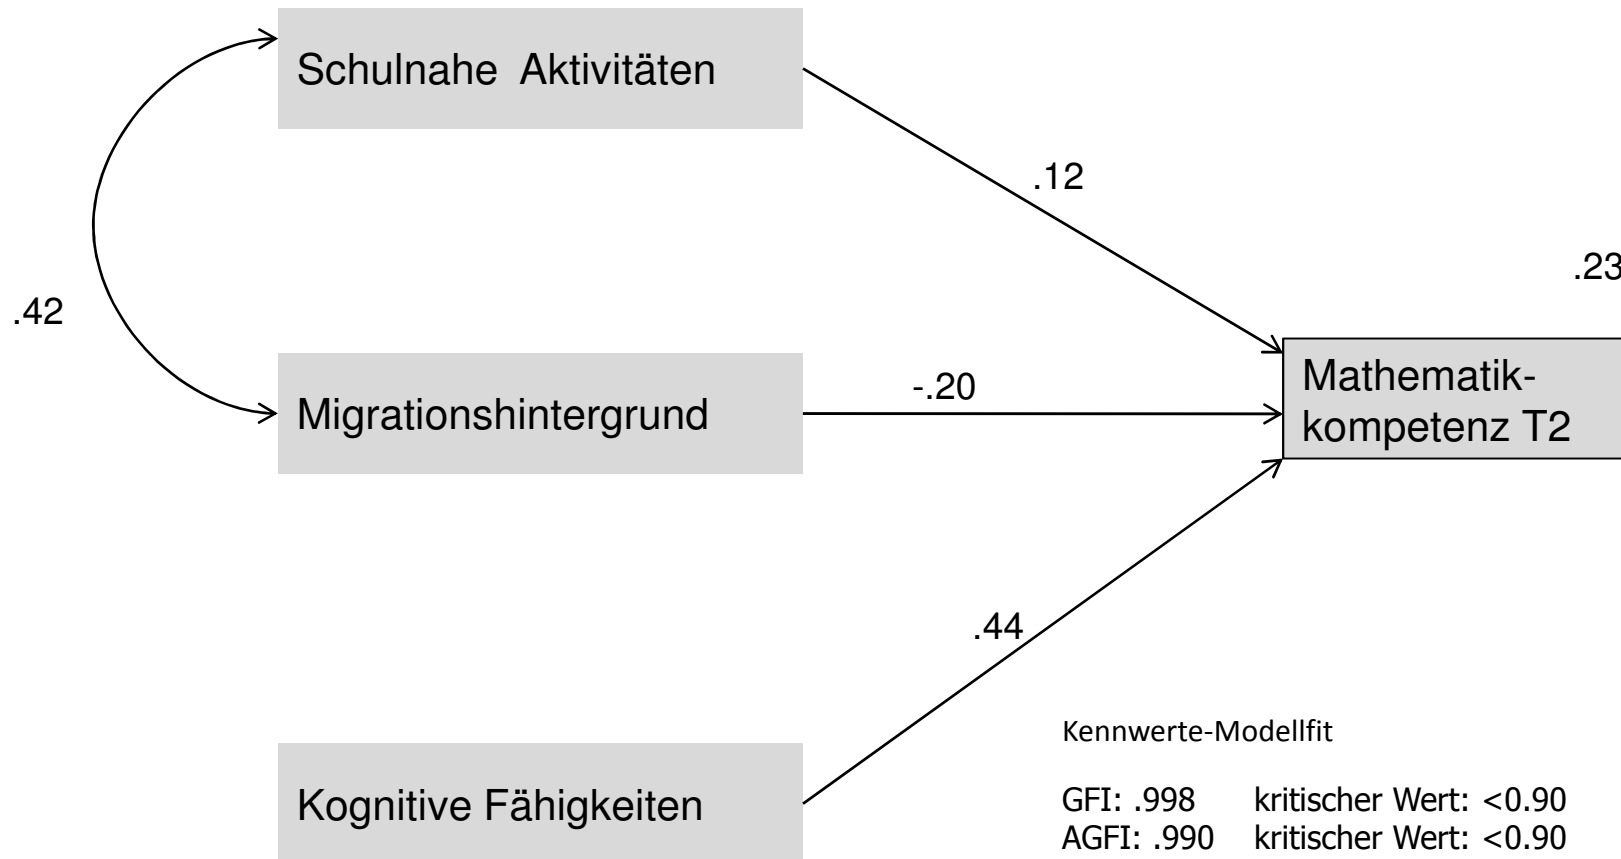 Schulnahe Aktivitäten
.12
.23
.42
Migrationshintergrund
-.20
Mathematik-
kompetenz T2
.44
Kognitive Fähigkeiten
Kennwerte-Modellfit
GFI: .998 kritischer Wert: <0.90
AGFI: .990 kritischer Wert: <0.90